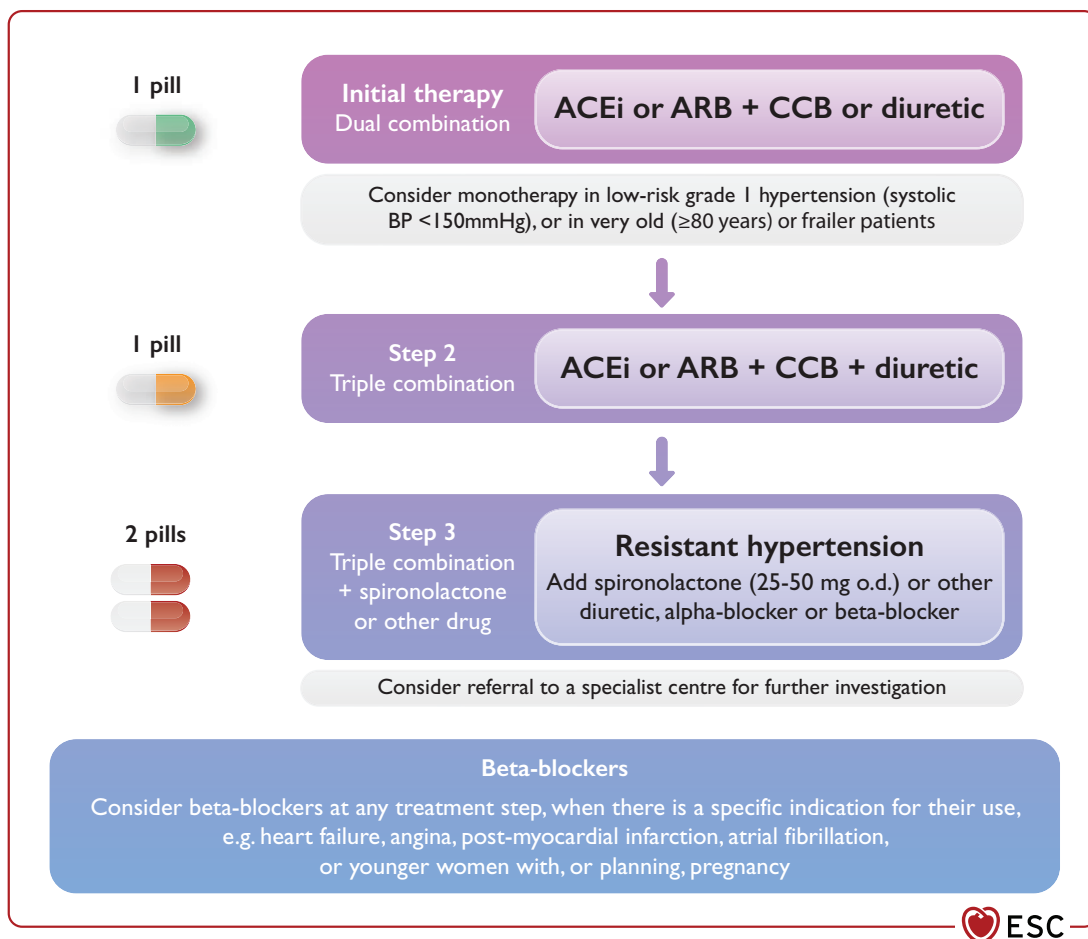 1 pill
Initial therapy
Dual combination
ACEi or ARB + CCB or diuretic
Consider monotherapy in low-risk grade 1 hypertension (systolic
BP <150mmHg), or in very old (≥80 years) or frailer patients
1 pill
Step 2
Triple combination
ACEi or ARB + CCB + diuretic
2 pills
Step 3
Triple combination
+ spironolactone
or other drug
Resistant hypertension
Add spironolactone (25-50 mg o.d.) or other
diuretic, alpha-blocker or beta-blocker
Consider referral to a specialist centre for further investigation
Beta-blockers
Consider beta-blockers at any treatment step, when there is a specific indication for their use,
e.g. heart failure, angina, post-myocardial infarction, atrial fibrillation,
or younger women with, or planning, pregnancy
ESC